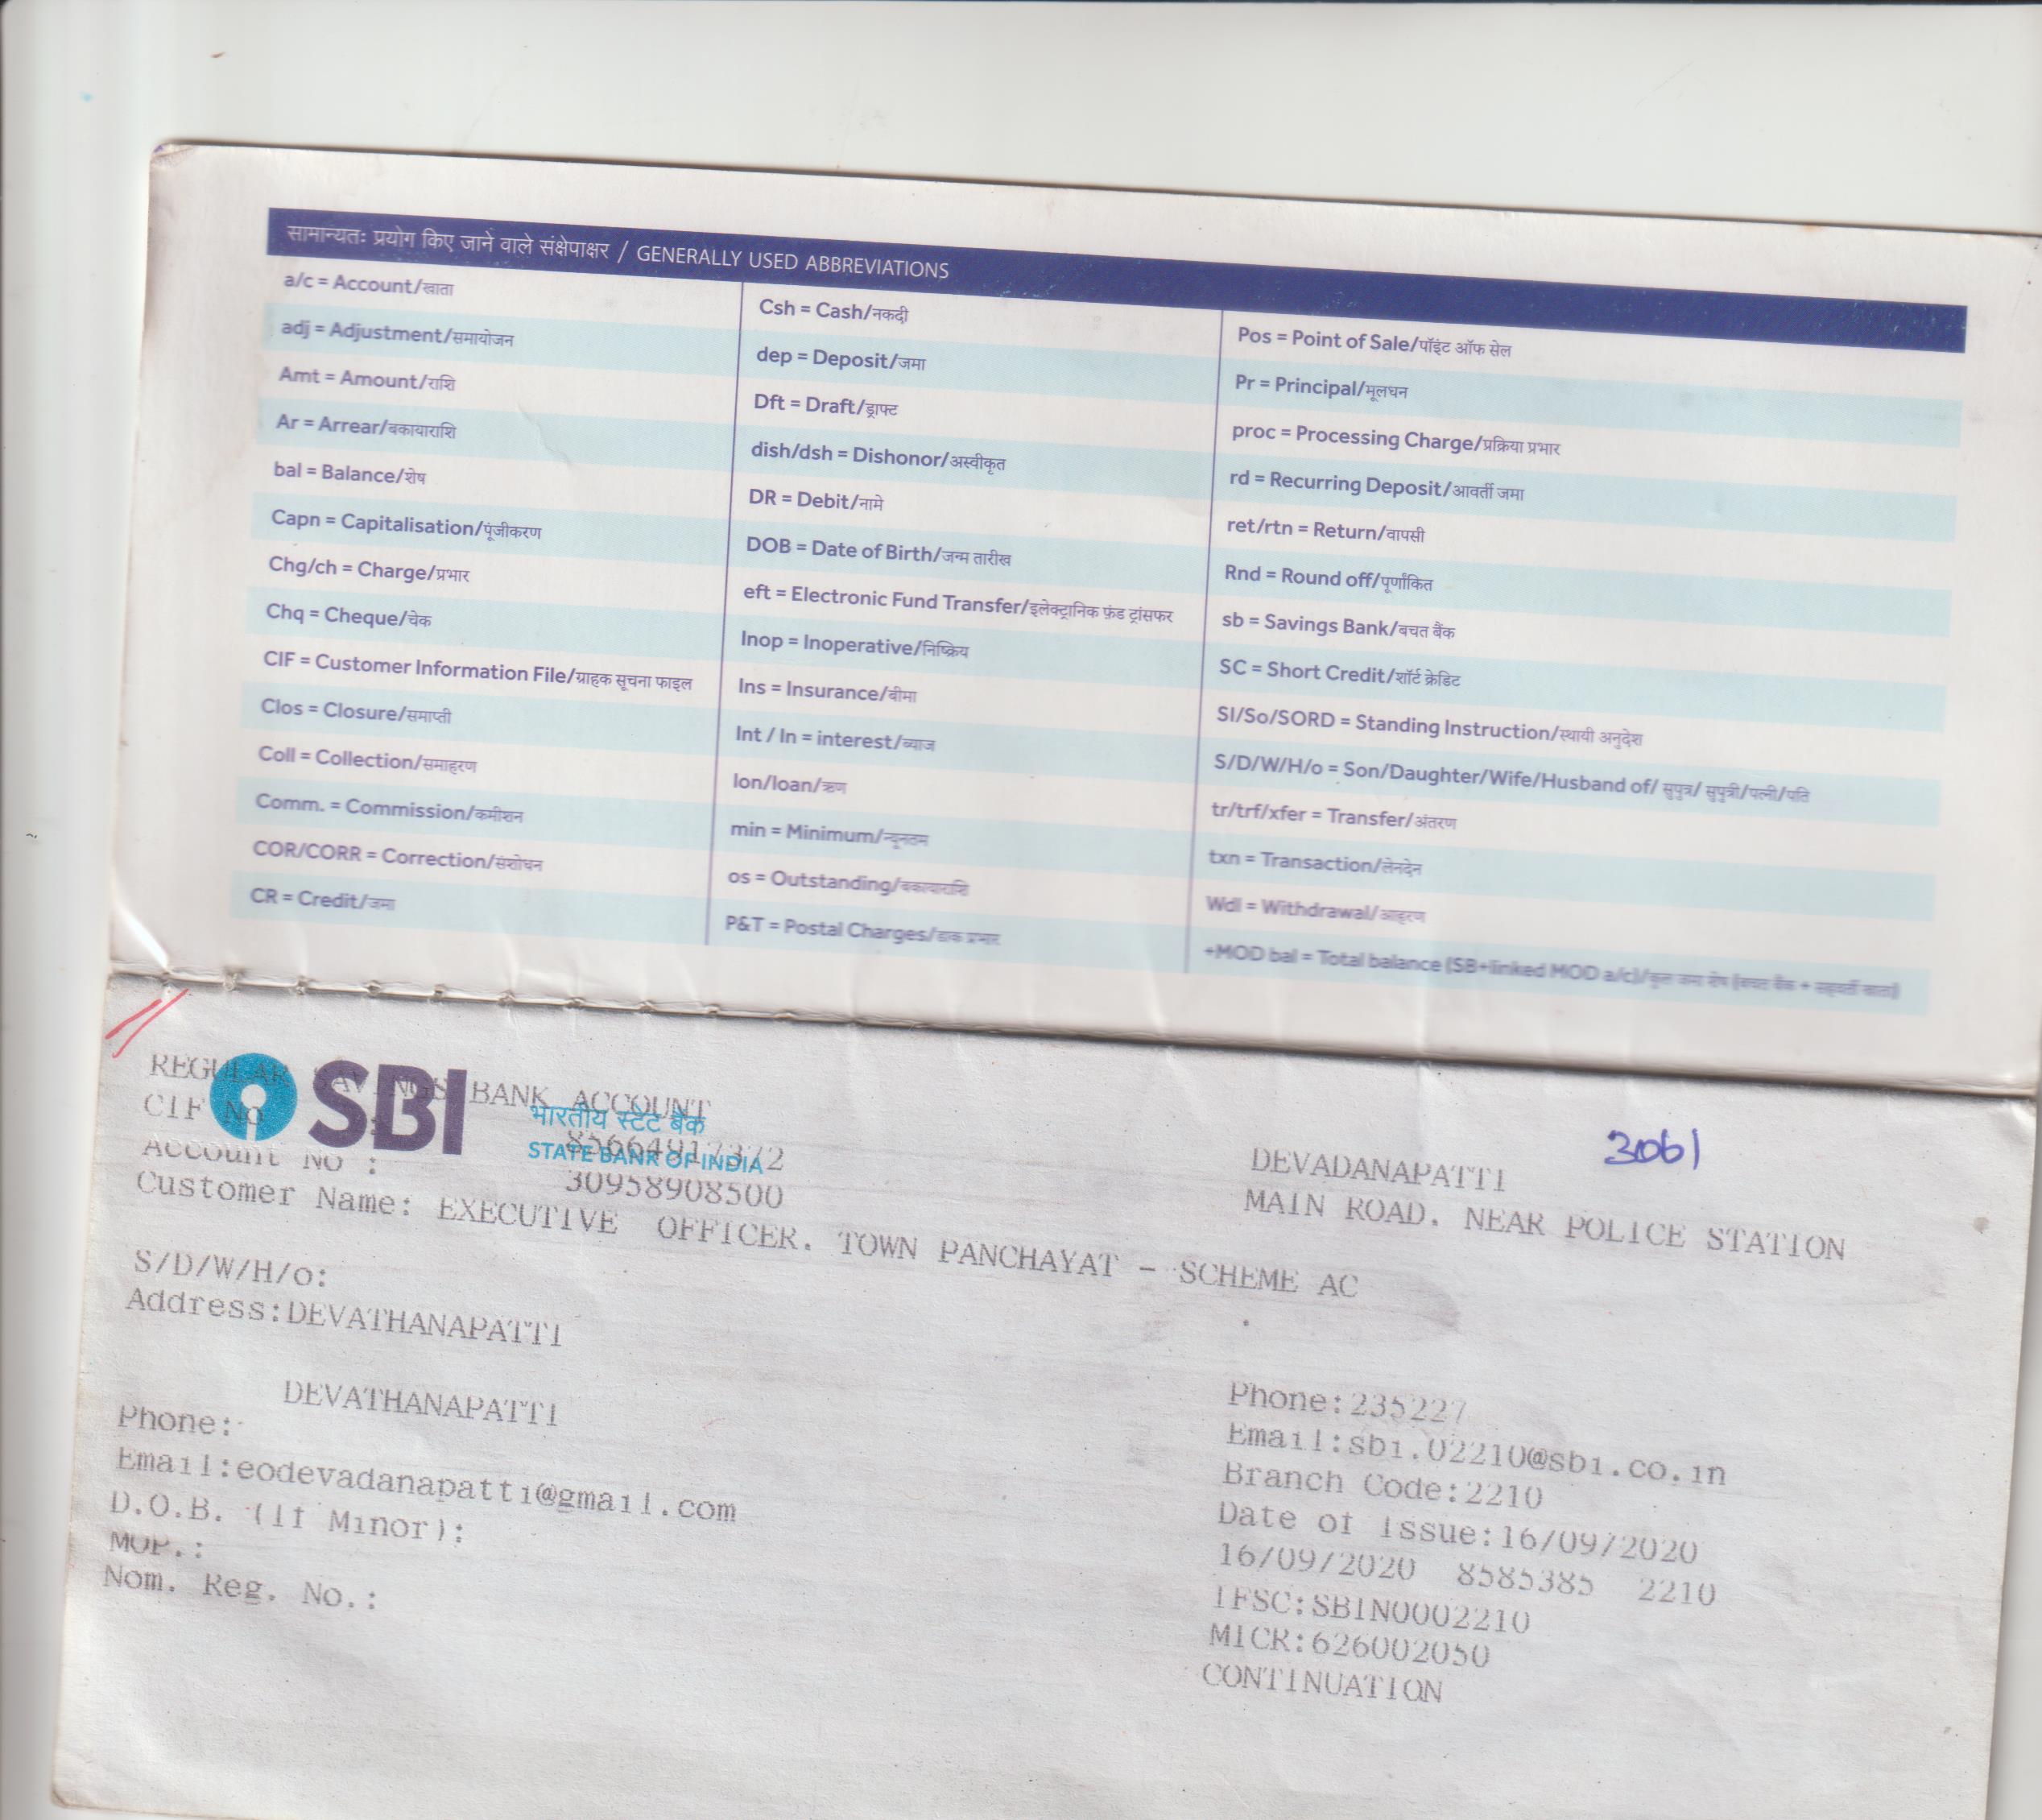 सामान्यतः प्रयोग किए जाने वाले संक्षेपाक्षर / GENERALLY USED ABBREVIATIONS
a/c = Account/खाता
adj = Adjustment/समायोजन
Amt = Amount/राशि
Ar = Arrear/बकायाराशि
bal = Balance/शेष
Capn = Capitalisation/पूंजीकरण
Chg/ch = Charge/प्रभार
Chq = Cheque/चेक
CIF = Customer Information File/ग्राहक सूचना फाइल
Clos = Closure/समाप्ती
Coll = Collection/समाहरण
Comm. = Commission/कमीशन
COR/CORR = Correction/संशोधन
CR = Credit/जमा
Csh = Cash/नकदी
dep = Deposit/जमा
Dft = Draft/ड्राफ्ट
dish/dsh = Dishonor/अस्वीकृत
DR = Debit/नामे
DOB = Date of Birth/जन्म तारीख
eft = Electronic Fund Transfer/इलेक्ट्रानिक फ़ंड ट्रांसफर
Inop = Inoperative/निष्क्रिय
Ins = Insurance/बीमा
Int / In = interest/ब्याज
lon/loan/ऋण
min = Minimum/न्यूनतम
os = Outstanding/बकायाराशि
P&T = Postal Charges/डाक प्रभार
Pos = Point of Sale/पॉइंट ऑफ सेल
Pr = Principal/मूलधन
proc = Processing Charge/प्रक्रिया प्रभार
rd = Recurring Deposit/आवर्ती जमा
ret/rtn = Return/वापसी
Rnd = Round off/पूर्णांकित
sb = Savings Bank/बचत बैंक
SC = Short Credit/शॉर्ट क्रेडिट
SI/So/SORD = Standing Instruction/स्थायी अनुदेश
S/D/W/H/o = Son/Daughter/Wife/Husband of/ सुपुत्र/ सुपुत्री/पत्नी/पति
tr/trf/xfer = Transfer/अंतरण
txn = Transaction/लेनदेन
Wdl = Withdrawal/आहरण
+MOD bal = Total balance (SB+linked MOD a/c)/कुल जमा शेष (बचत बैंक + सहवर्ती खाता)
SBI
भारतीय स्टेट बैंक
STATE BANK OF INDIA
REGULAR SAVINGS BANK ACCOUNT
CIF No : 85664917372
Account No : 30958908500
Customer Name: EXECUTIVE OFFICER. TOWN PANCHAYAT - SCHEME AC
S/D/W/H/o:
Address:DEVATHANAPATTI
DEVATHANAPATTI
Phone:
Email:eodevadanapatti@gmail.com
D.O.B. (If Minor):
MOP.:
Nom. Reg. No.:
3061
DEVADANAPATTI
MAIN ROAD. NEAR POLICE STATION
Phone:235227
Email:sbi.02210@sbi.co.in
Branch Code:2210
Date of Issue:16/09/2020
16/09/2020 8585385 2210
IFSC:SBIN0002210
MICR:626002050
CONTINUATION